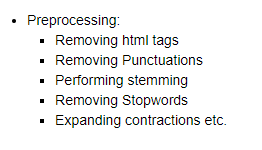 • Preprocessing:
▪ Removing html tags
▪ Removing Punctuations
▪ Performing stemming
▪ Removing Stopwords
▪ Expanding contractions etc.